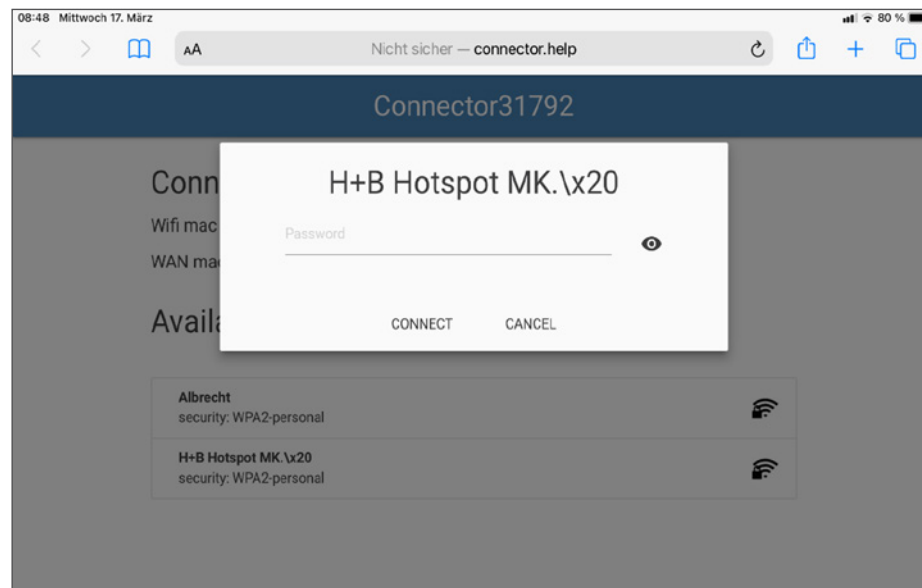 08:48 Mittwoch 17. März
80 %
AA
Nicht sicher — connector.help
Connector31792
Conn
H+B Hotspot MK.\x20
Wifi mac
Password
WAN mac
Availa
CONNECT CANCEL
Albrecht
security: WPA2-personal
H+B Hotspot MK.\x20
security: WPA2-personal